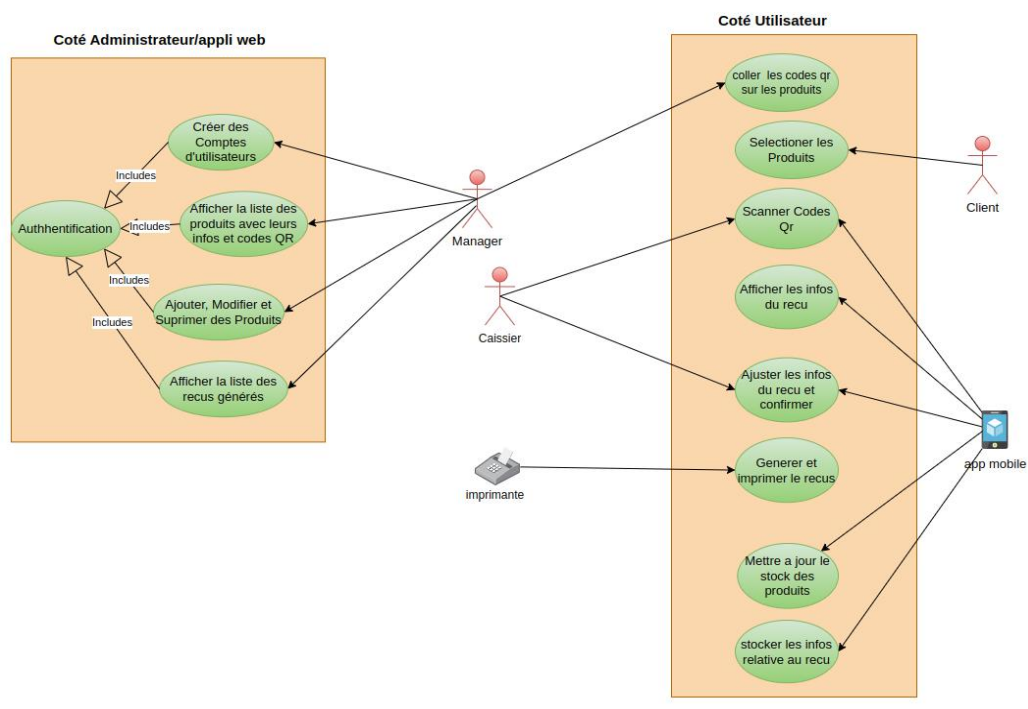 Coté Utilisateur
Coté Administrateur/appli web
coller les codes qr
sur les produits
Créer des
Comptes
d'utilisateurs
Selectioner les
Produits
Includes
Client
Afficher la liste des
produits avec leurs
infos et codes QR
Includes
Authhentification
Manager
Scanner Codes
Qr
Includes
Ajouter, Modifier et
Suprimer des Produits
Afficher les infos
du recu
Includes
Caissier
Afficher la liste des
recus générés
Ajuster les infos
du recu et
confirmer
app mobile
Generer et
imprimer le recus
imprimante
Mettre a jour le
stock des
produits
stocker les infos
relative au recu